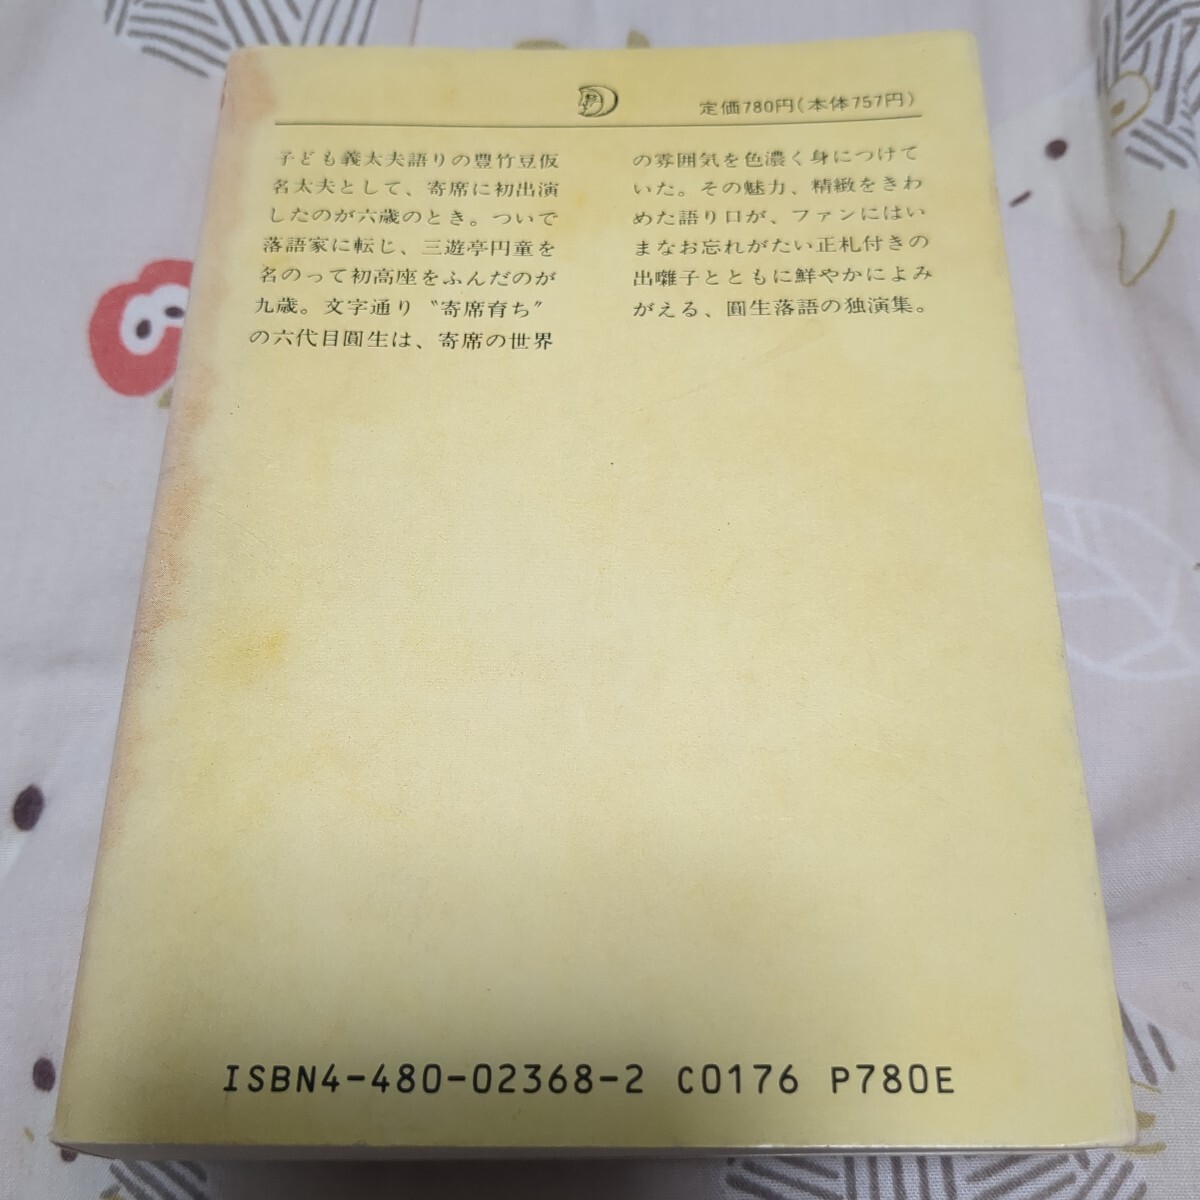 定価780円(本体757円)
子ども義太夫語りの豊竹豆仮
名太夫として、寄席に初出演
したのが六歳のとき。ついで
落語家に転じ、三遊亭円童を
名のって初高座をふんだのが
九歳。文字通り〝寄席育ち〟
の六代目圓生は、寄席の世界
の雰囲気を色濃く身につけて
いた。その魅力、精緻をきわ
めた語り口が、ファンにはい
まなお忘れがたい正札付きの
出囃子とともに鮮やかによみ
がえる、圓生落語の独演集。
ISBN4-480-02368-2 C0176 P780E